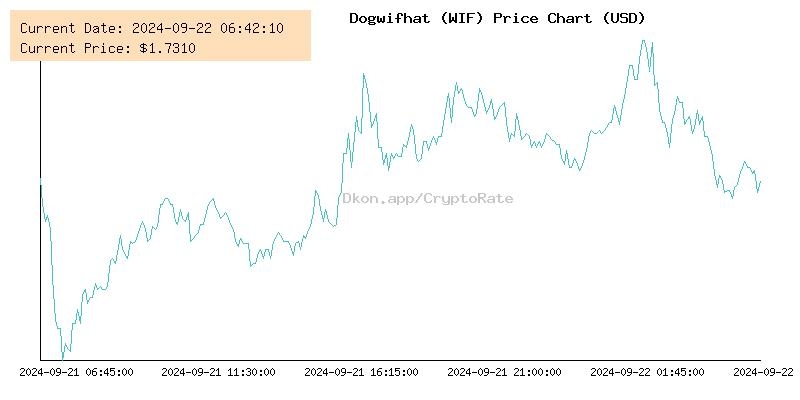 Dogwifhat (WIF) Price Chart (USD)
Current Date: 2024-09-22 06:42:10
Current Price: $1.7310
Dkon.app/CryptoRate
2024-09-21 06:45:00 2024-09-21 11:30:00 2024-09-21 16:15:00 2024-09-21 21:00:00 2024-09-22 01:45:00 2024-09-22